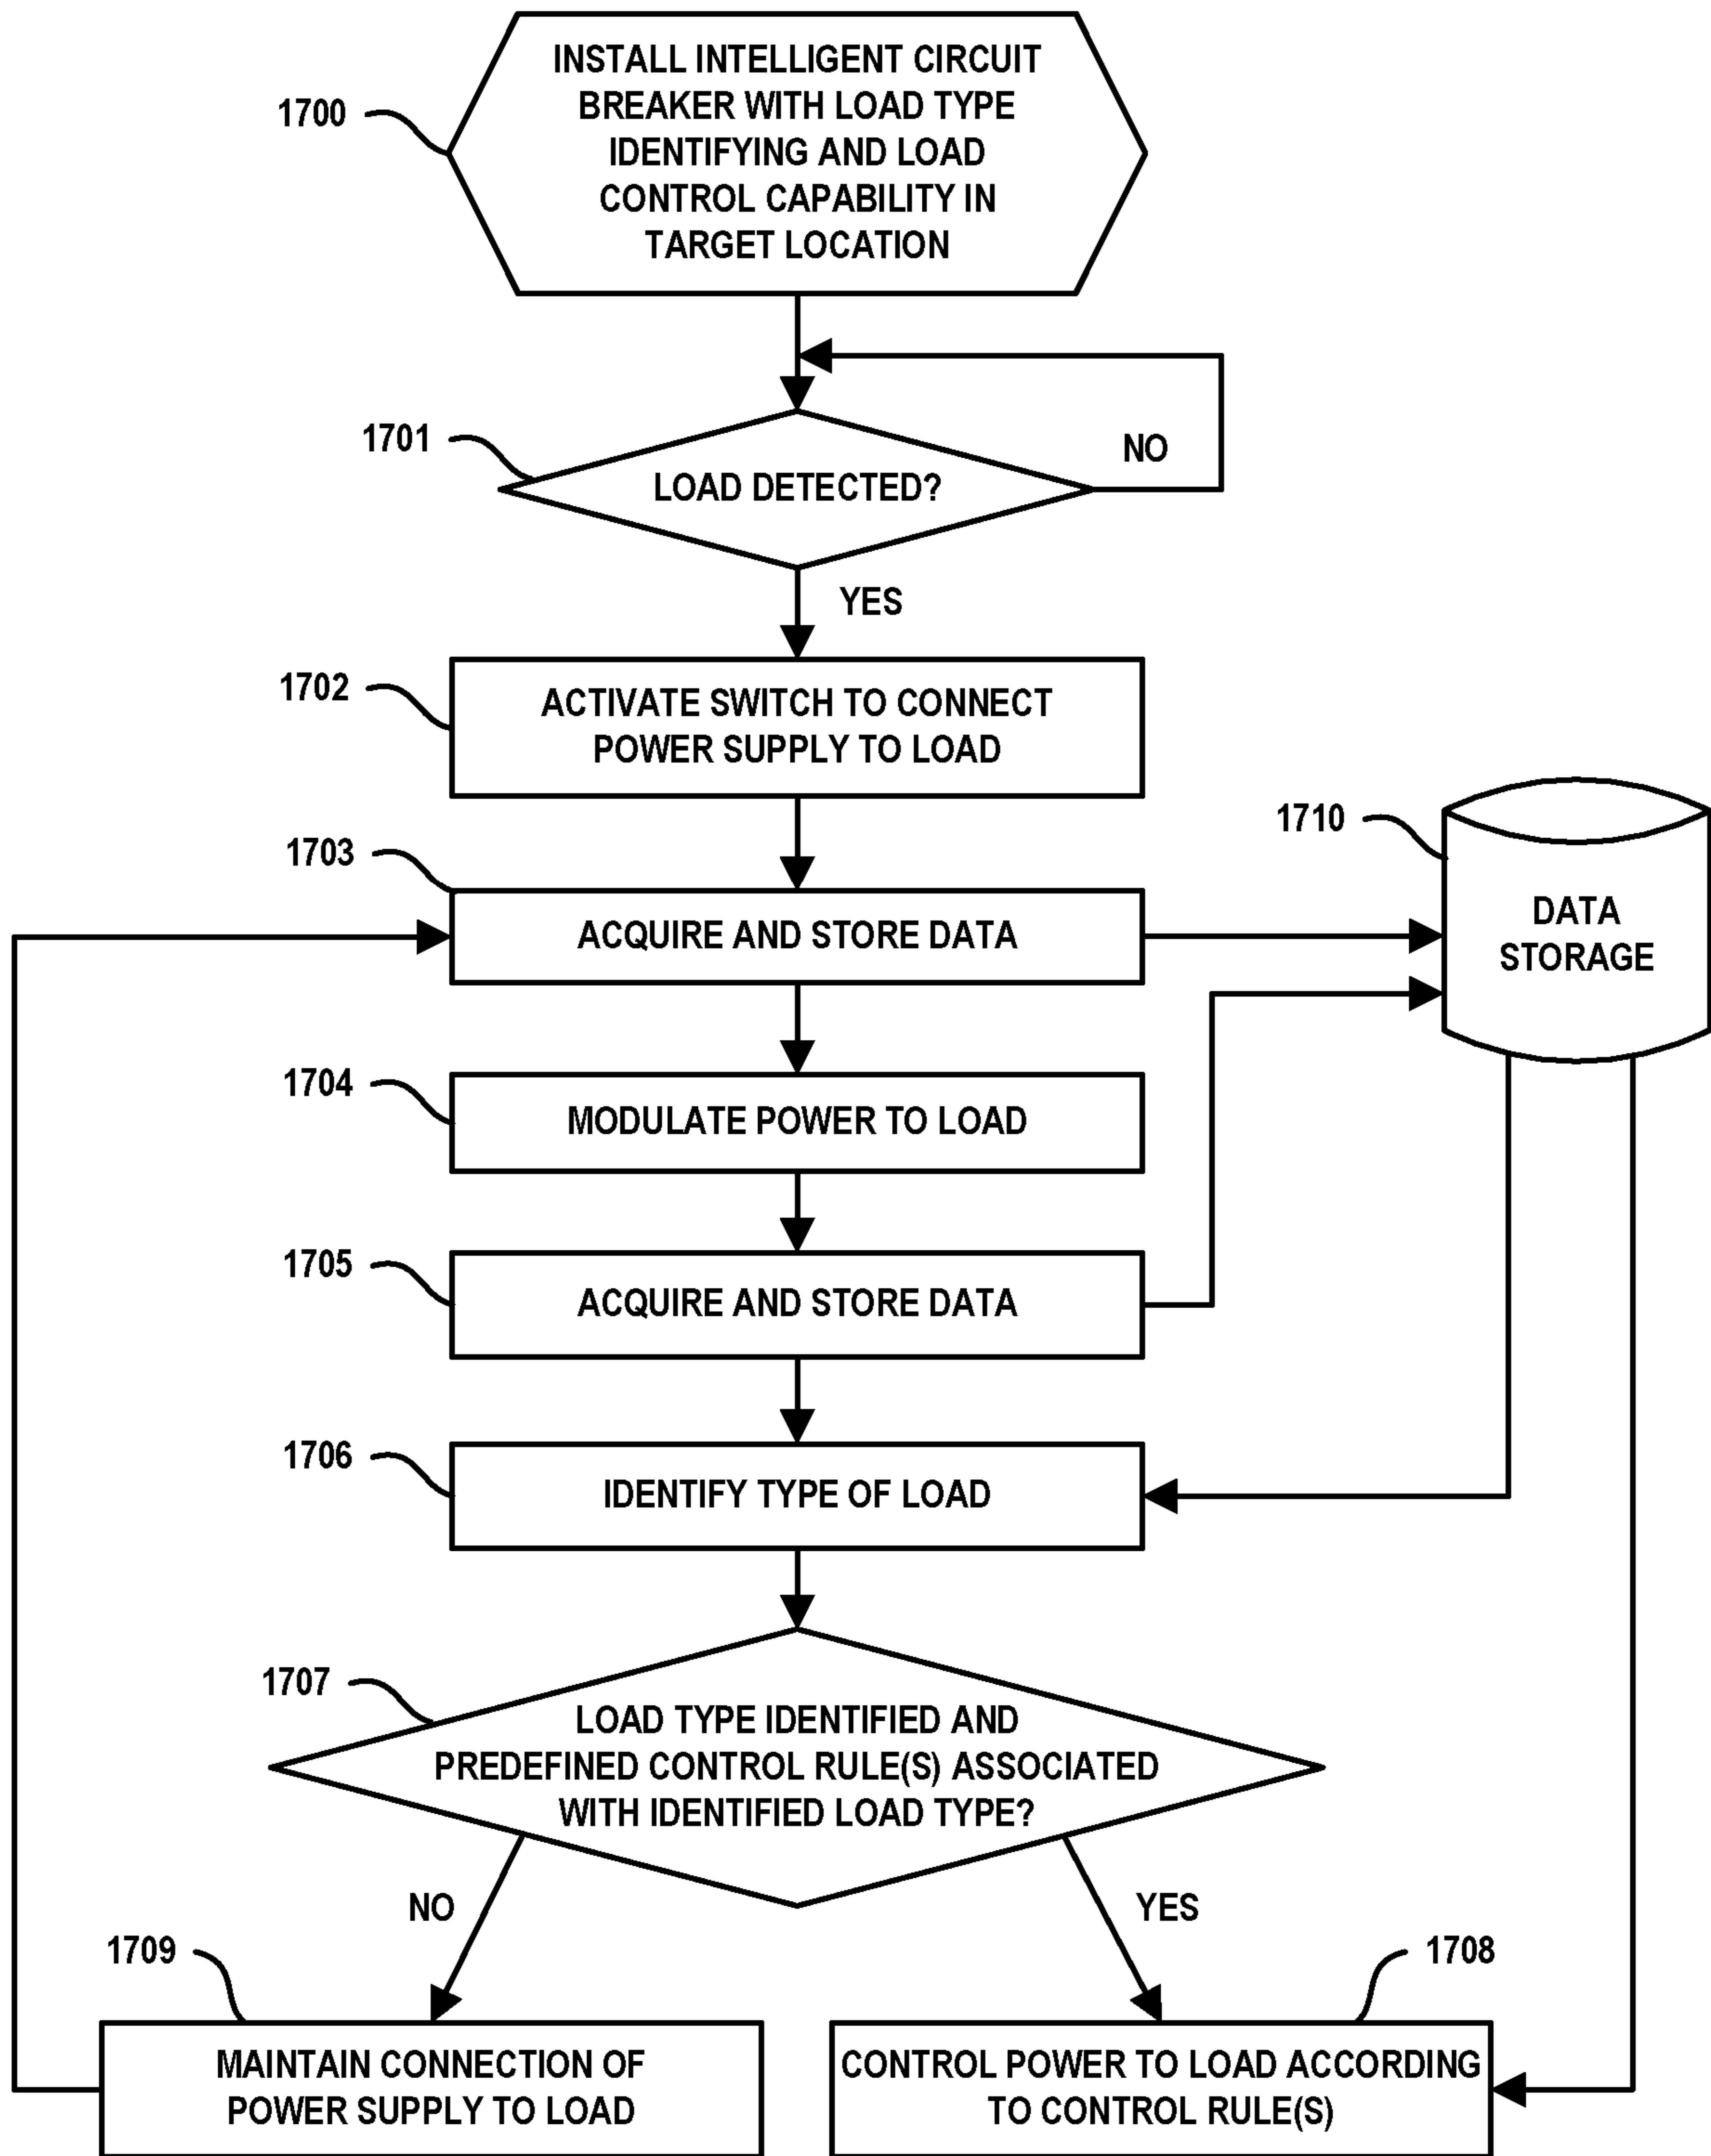 INSTALL INTELLIGENT CIRCUIT
BREAKER WITH LOAD TYPE
IDENTIFYING AND LOAD
CONTROL CAPABILITY IN
TARGET LOCATION
1700
1701
LOAD DETECTED?
NO
YES
1702
ACTIVATE SWITCH TO CONNECT
POWER SUPPLY TO LOAD
1703
ACQUIRE AND STORE DATA
1710
DATA
STORAGE
1704
MODULATE POWER TO LOAD
1705
ACQUIRE AND STORE DATA
1706
IDENTIFY TYPE OF LOAD
1707
LOAD TYPE IDENTIFIED AND
PREDEFINED CONTROL RULE(S) ASSOCIATED
WITH IDENTIFIED LOAD TYPE?
NO
YES
1709
MAINTAIN CONNECTION OF
POWER SUPPLY TO LOAD
1708
CONTROL POWER TO LOAD ACCORDING
TO CONTROL RULE(S)